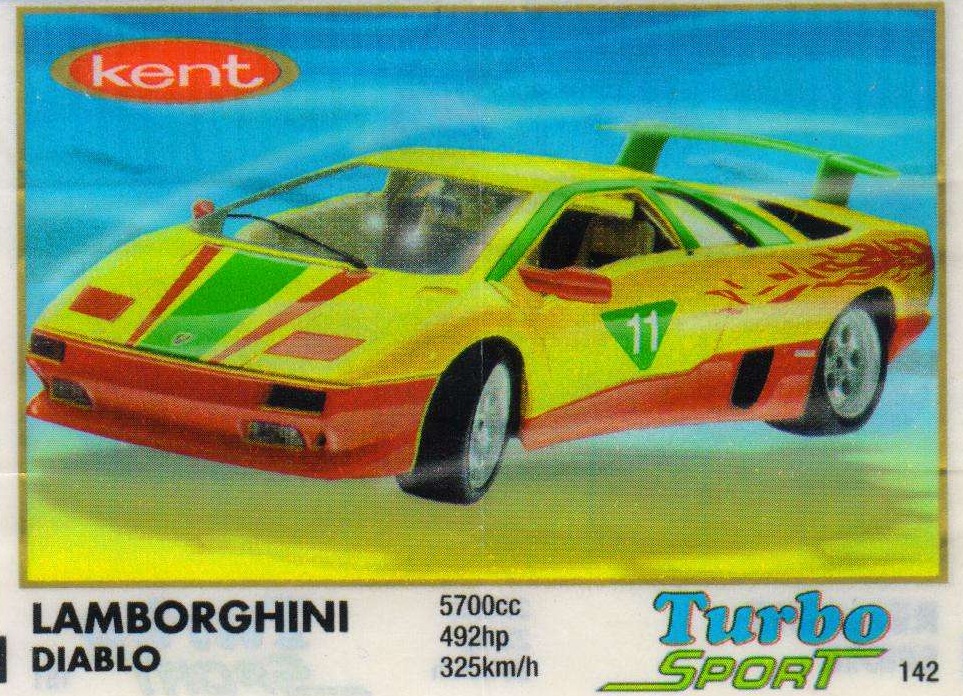 kent
11
LAMBORGHINI
DIABLO
5700cc
492hp
325km/h
Turbo
SPORT
142